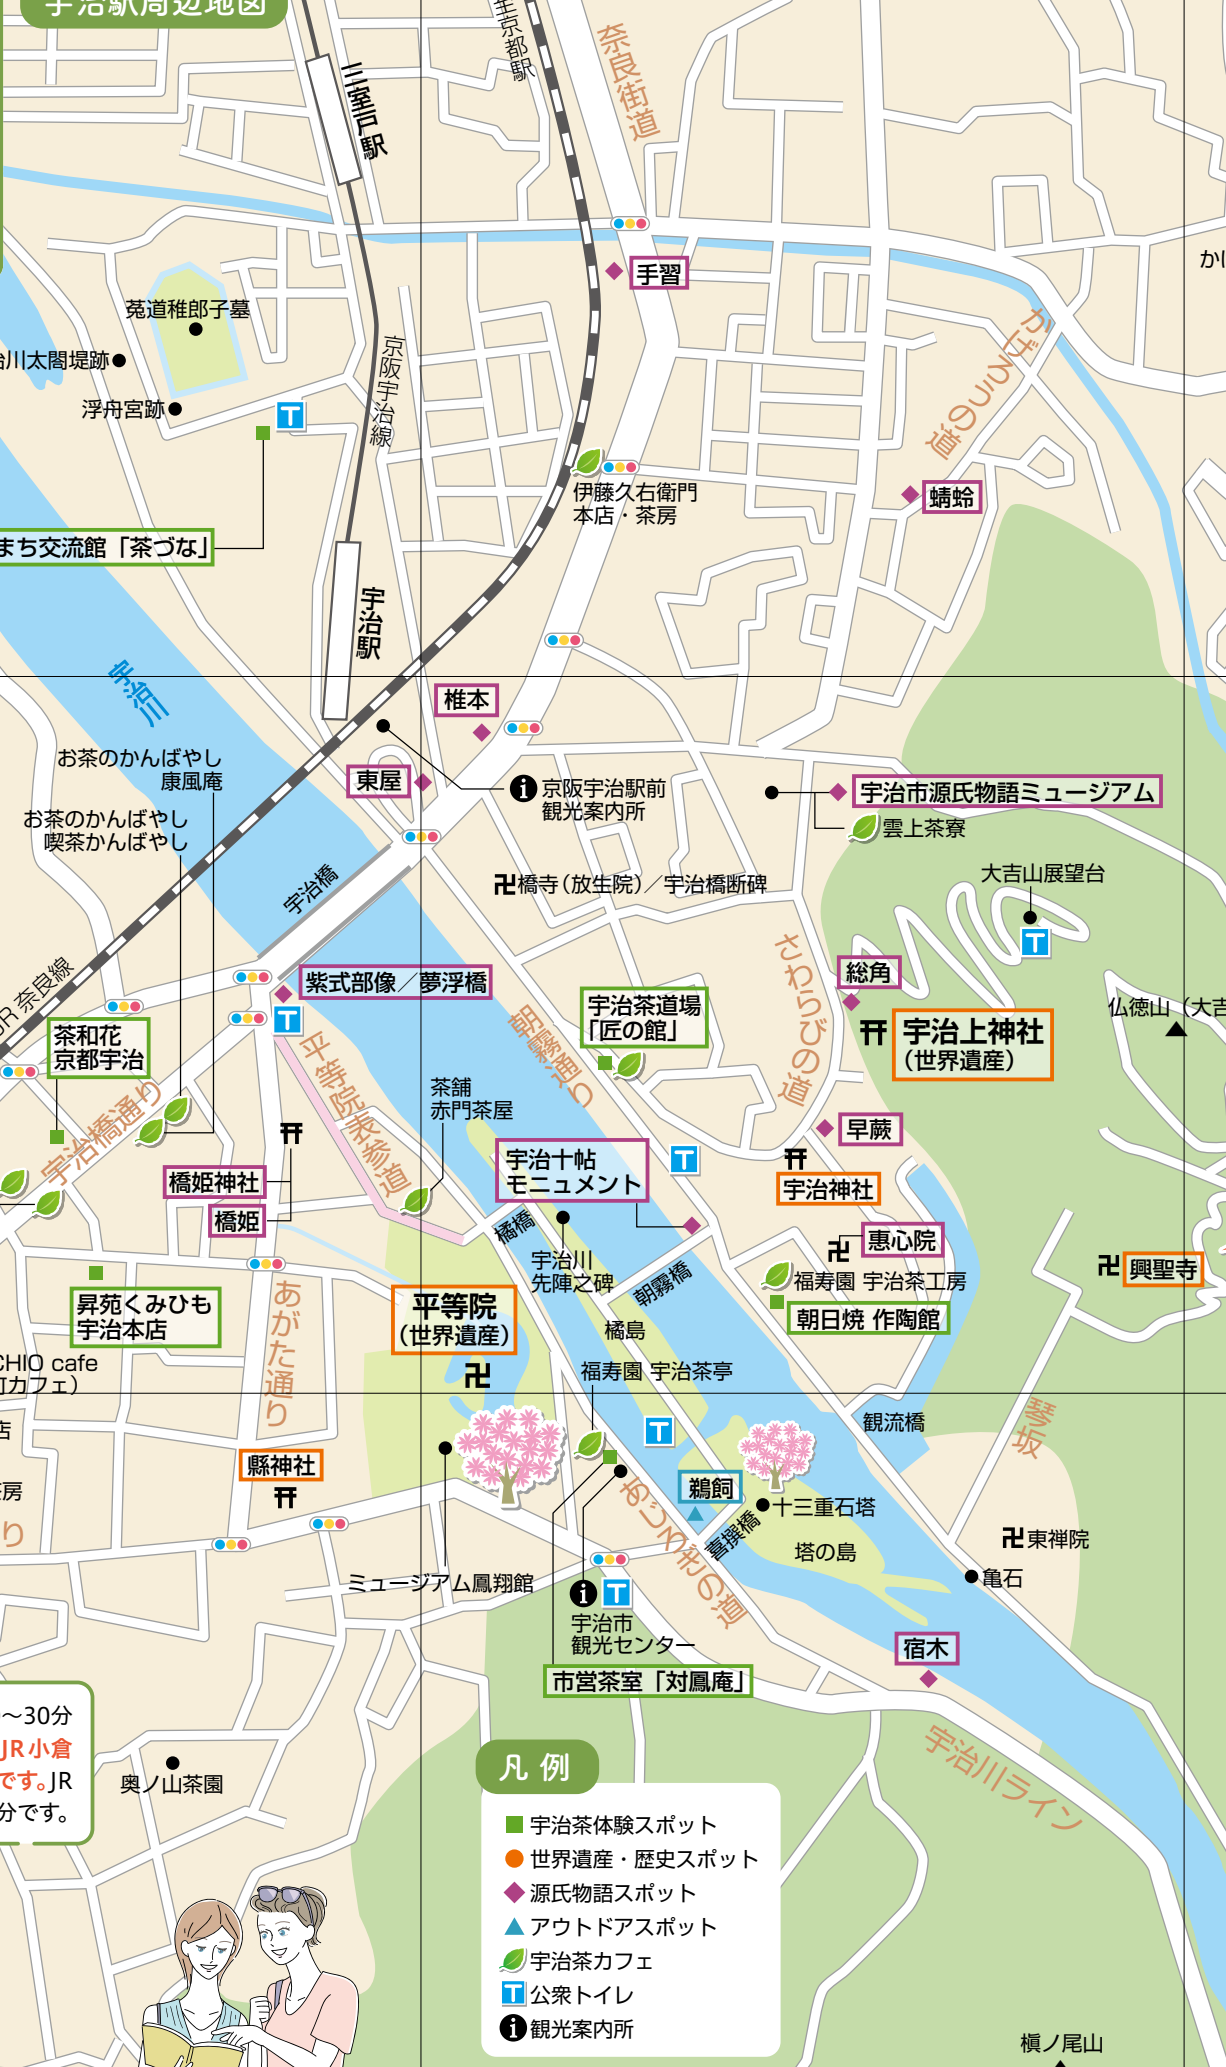 宇治駅周辺地図
至京都駅
奈良街道
三室戸駅
手習
かげろうの道
菟道稚郎子墓
治川太閤堤跡
浮舟宮跡
京阪宇治線
伊藤久右衛門
本店・茶房
蜻蛉
まち交流館「茶づな」
宇治駅
宇治川
椎本
東屋
京阪宇治駅前
観光案内所
お茶のかんばやし
康風庵
お茶のかんばやし
喫茶かんばやし
宇治市源氏物語ミュージアム
雲上茶寮
大吉山展望台
宇治橋
橋寺(放生院)/宇治橋断碑
さわらびの道
総角
宇治上神社
(世界遺産)
仏徳山(大吉
JR 奈良線
紫式部像/夢浮橋
朝霧通り
宇治茶道場
「匠の館」
茶和花
京都宇治
平等院表参道
茶舗
赤門茶屋
宇治橋通り
早蕨
宇治十帖
モニュメント
宇治神社
橋姫神社
橋姫
橘橋
宇治川
先陣之碑
朝霧橋
恵心院
興聖寺
福寿園 宇治茶工房
朝日焼 作陶館
昇苑くみひも
宇治本店
あがた通り
平等院
(世界遺産)
橘島
福寿園 宇治茶亭
CHIO cafe
町カフェ)
店
観流橋
琴坂
縣神社
茶房
り
鵜飼
十三重石塔
喜撰橋
塔の島
東禅院
亀石
あじろぎの道
ミュージアム鳳翔館
宇治市
観光センター
市営茶室「対鳳庵」
宿木
宇治川ライン
〜30分
JR小倉
です。JR
分です。
奥ノ山茶園
凡例
宇治茶体験スポット
世界遺産・歴史スポット
源氏物語スポット
アウトドアスポット
宇治茶カフェ
公衆トイレ
観光案内所
槇ノ尾山